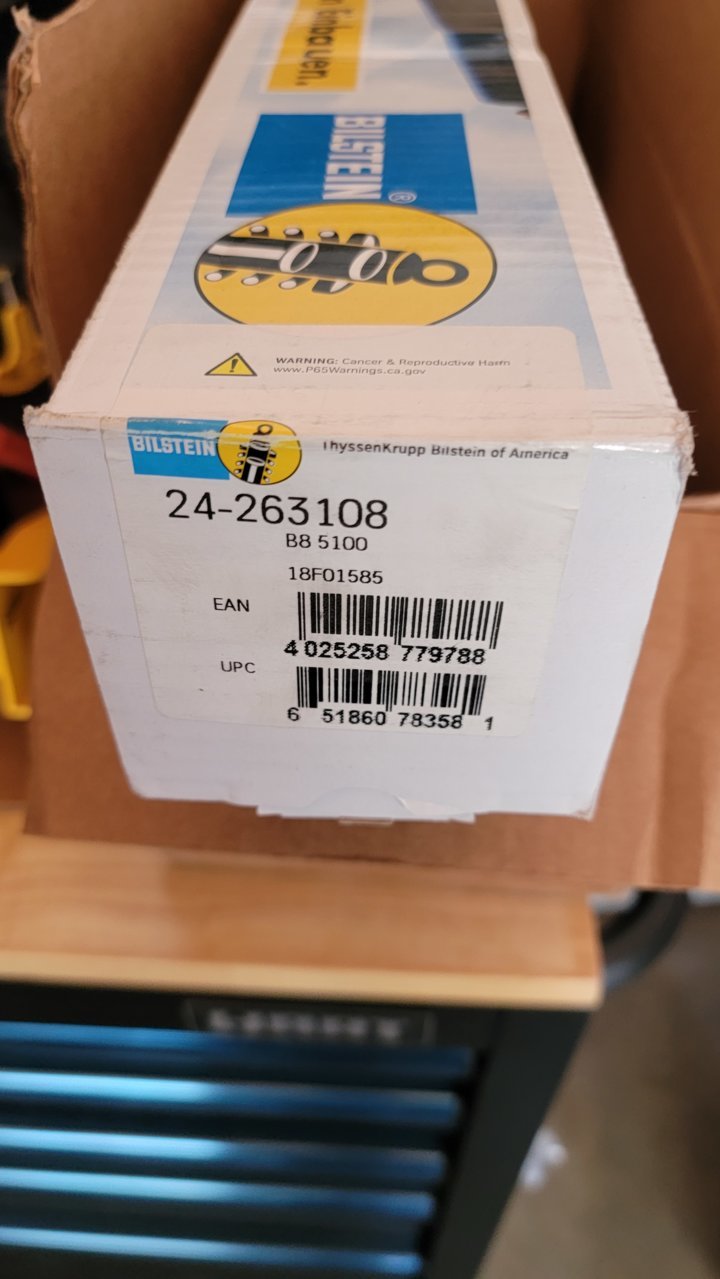 BILSTEIN®
WARNING: Cancer & Reproductive Harm
www.P65Warnings.ca.gov
BILSTEIN
ThyssenKrupp Bilstein of America
24-263108
B8 5100
18F01585
EAN
4 025258 779788
UPC
6 51860 78358 1